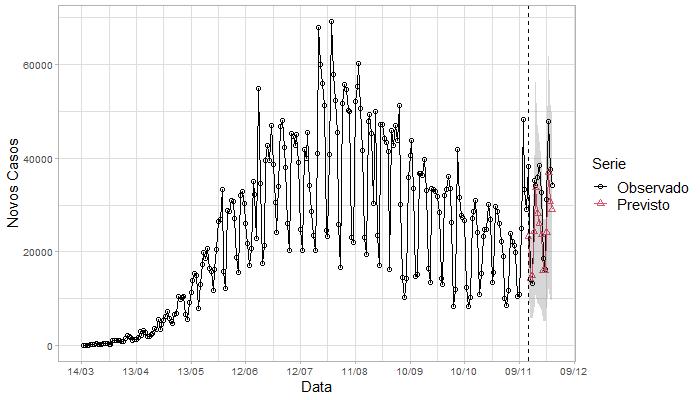 Novos Casos
60000
40000
20000
0
14/03 13/04 13/05 12/06 12/07 11/08 10/09 10/10 09/11 09/12
Data
Serie
Observado
Previsto